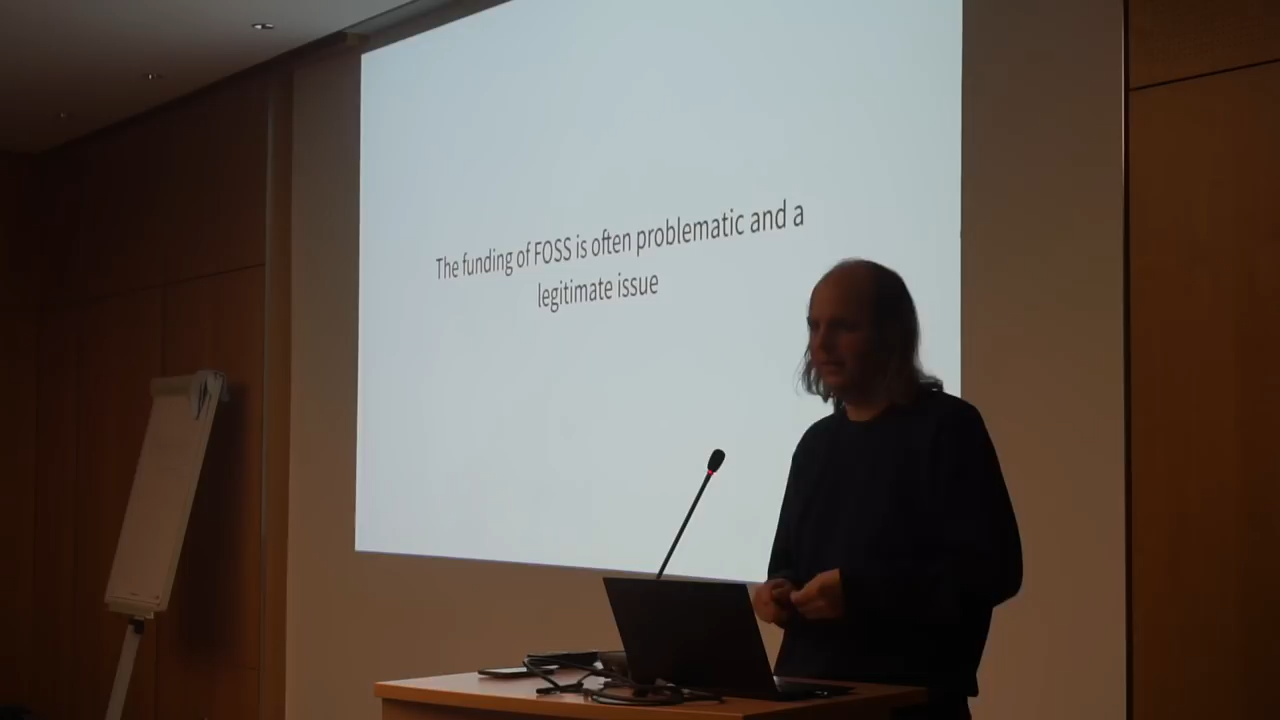 The funding of FOSS is often problematic and a
legitimate issue